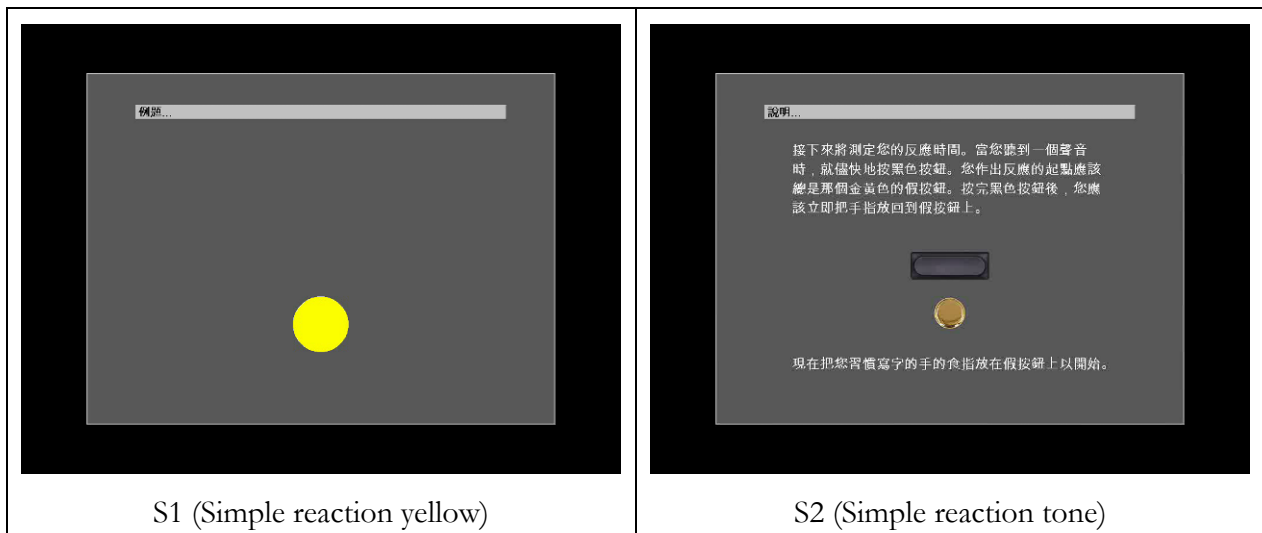 例題...
S1 (Simple reaction yellow)
說明...
接下來將測定您的反應時間。當您聽到一個聲音
時，就儘快地按黑色按鈕。您作出反應的起點應該
總是那個金黃色的假按鈕。按完黑色按鈕後，您應
該立即把手指放回到假按鈕上。
現在把您習慣寫字的手的食指放在假按鈕上以開始。
S2 (Simple reaction tone)